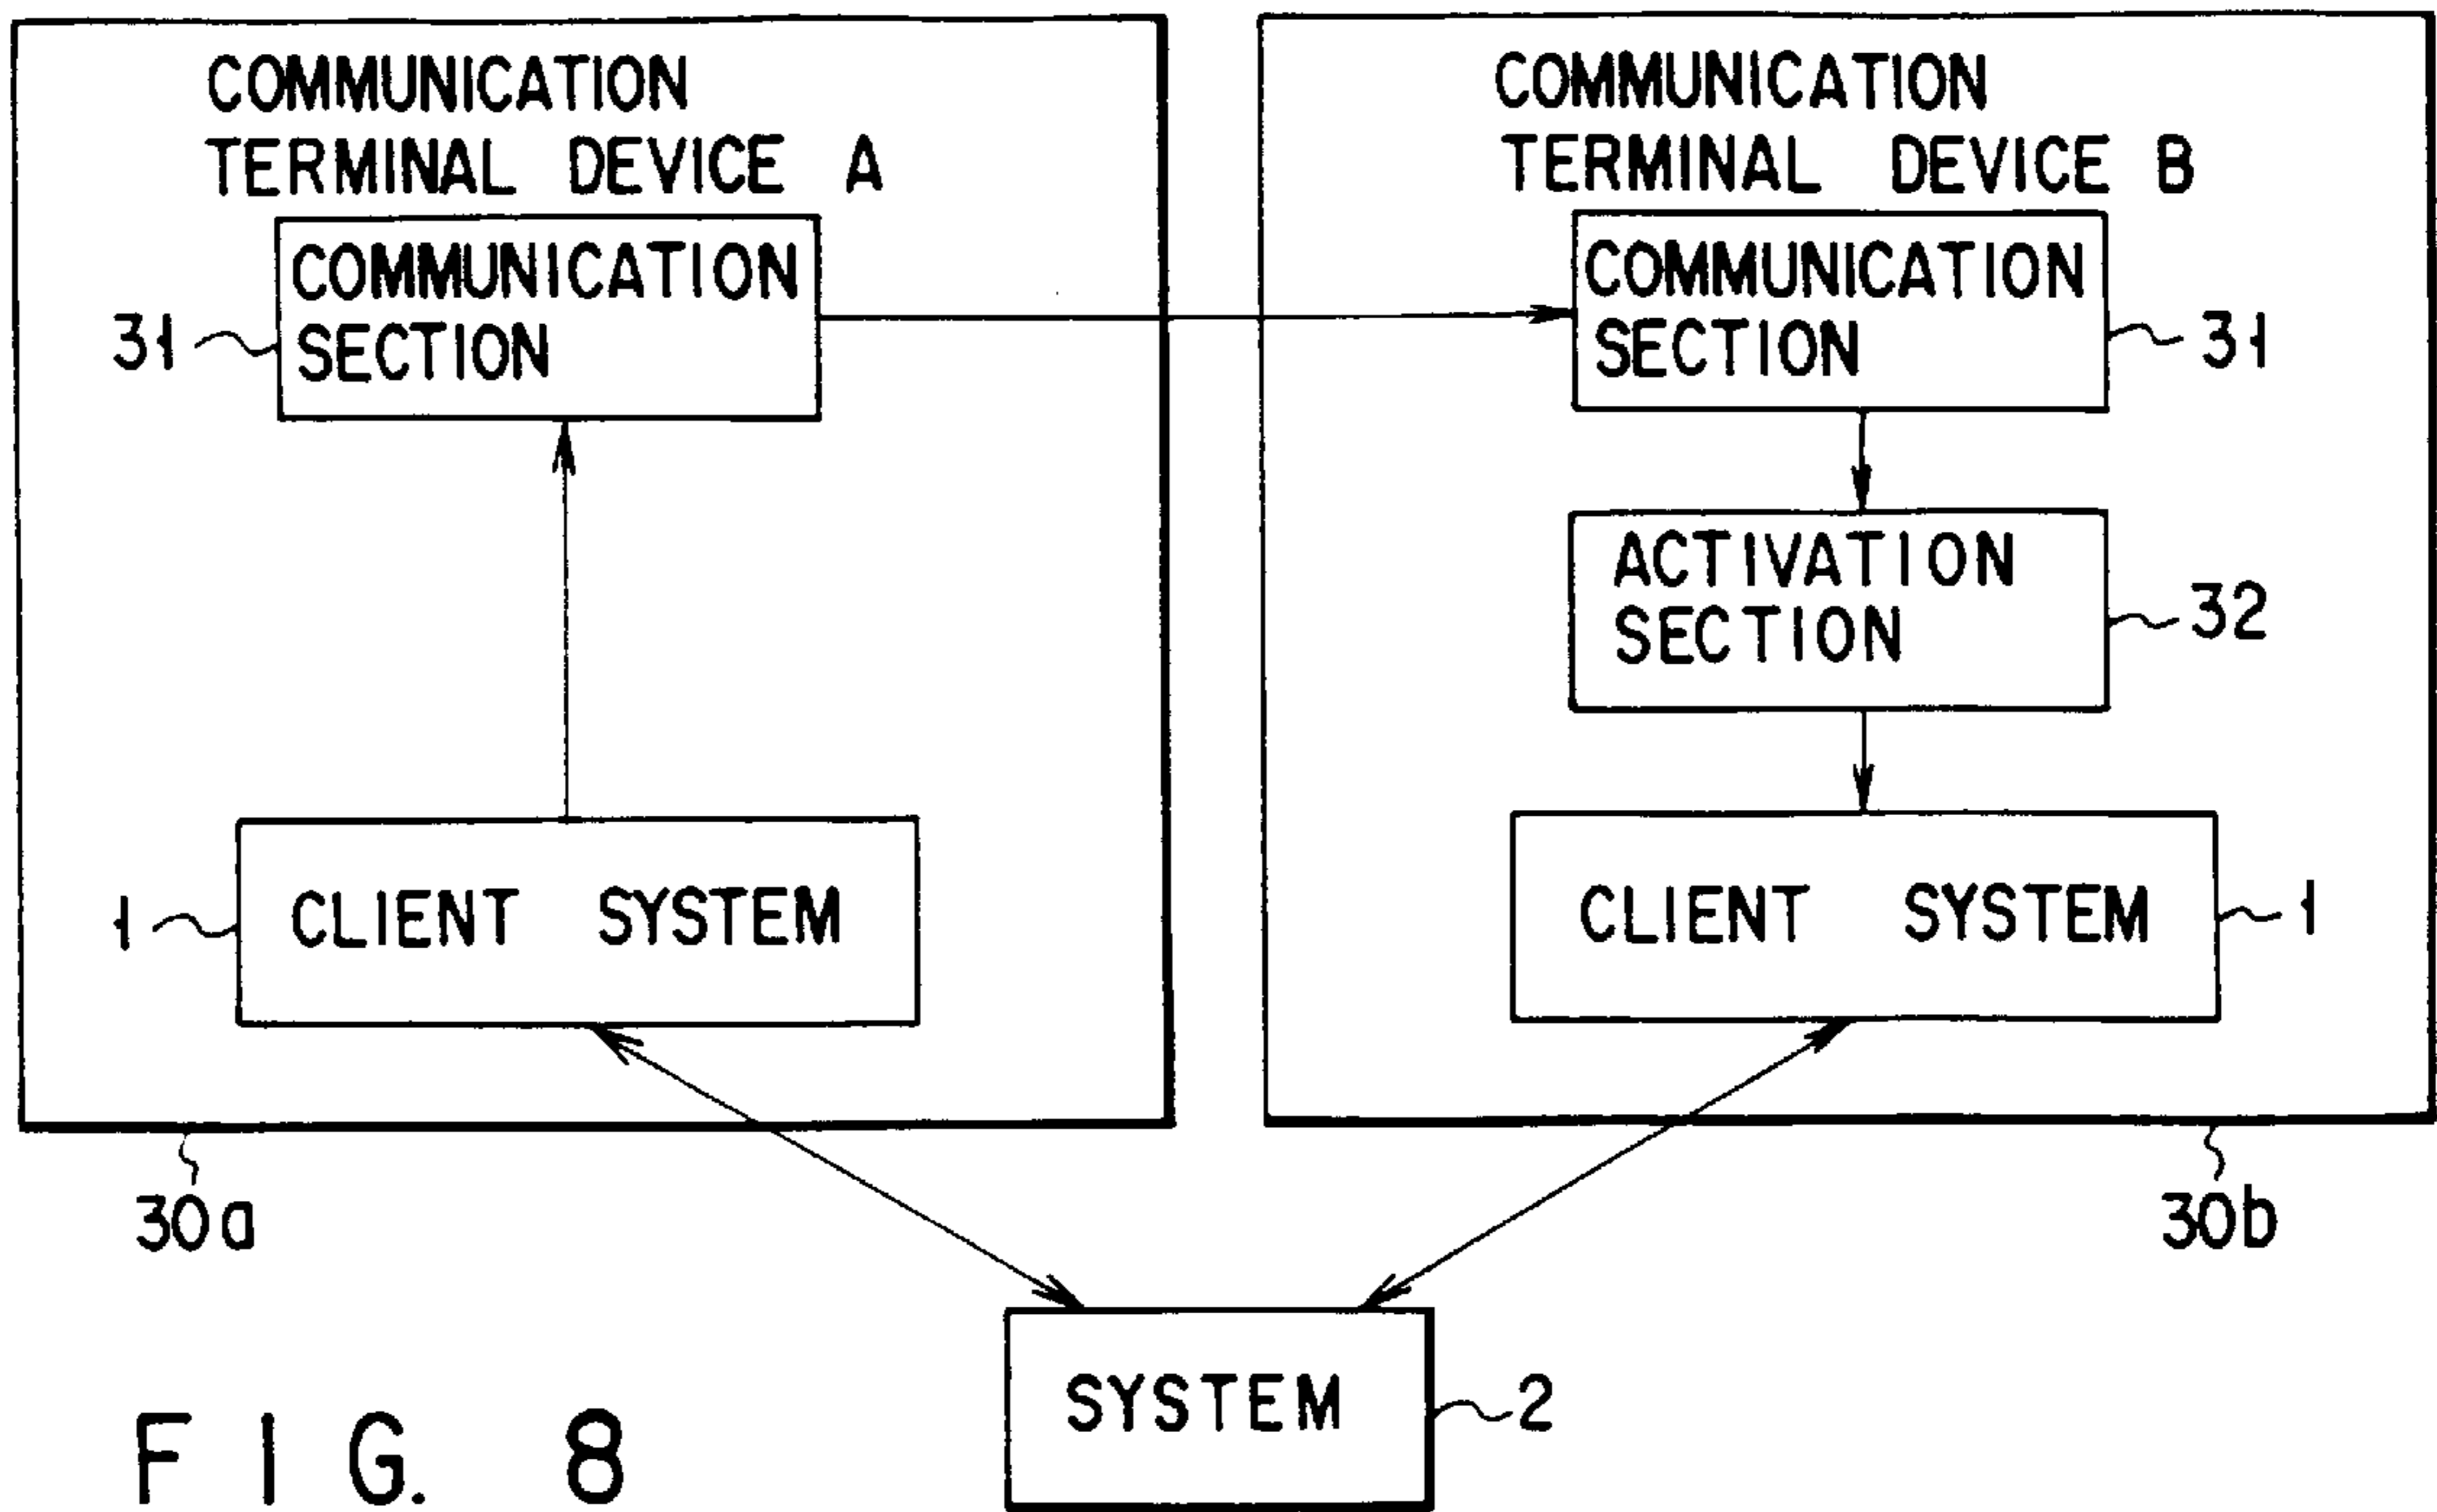 COMMUNICATION
TERMINAL DEVICE A
COMMUNICATION
SECTION
31
1
CLIENT SYSTEM
30a
COMMUNICATION
TERMINAL DEVICE B
COMMUNICATION
SECTION
31
ACTIVATION
SECTION
32
CLIENT SYSTEM
1
30b
SYSTEM
2
FIG. 8